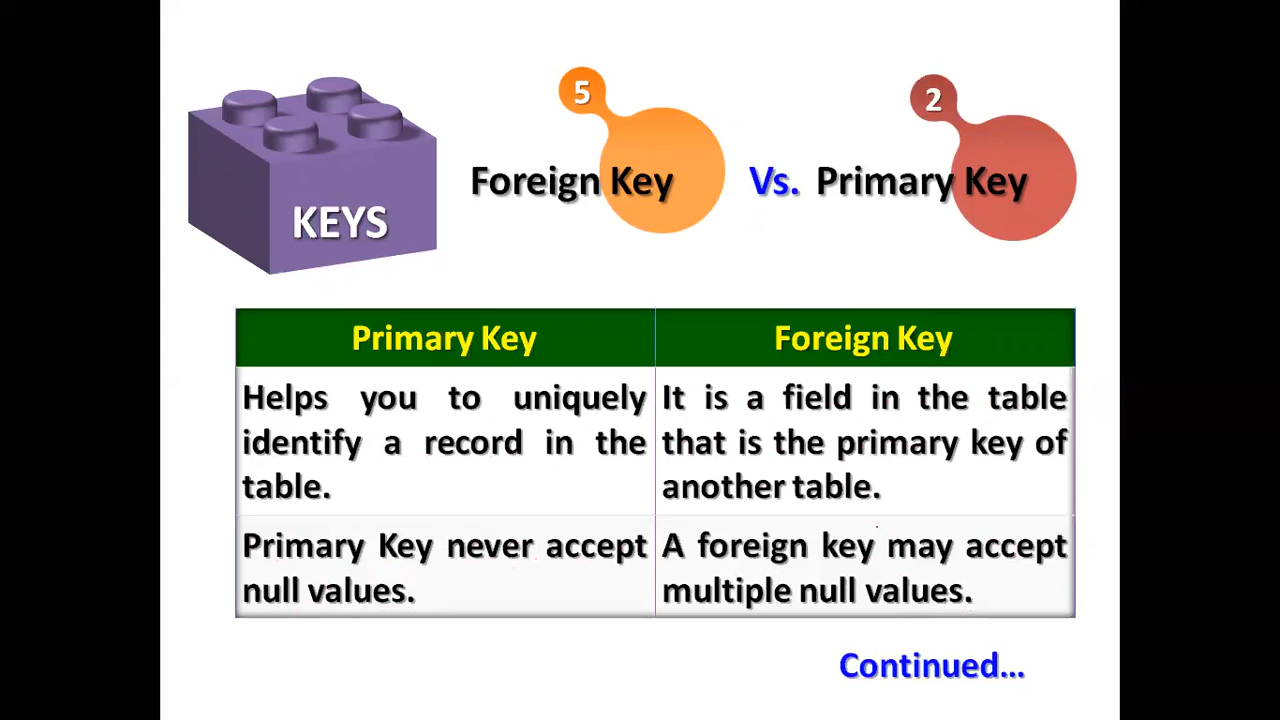 5
2
KEYS
Foreign Key Vs. Primary Key
Primary Key
Foreign Key
Helps you to uniquely
identify a record in the
table.
It is a field in the table
that is the primary key of
another table.
Primary Key never accept
null values.
A foreign key may accept
multiple null values.
Continued...